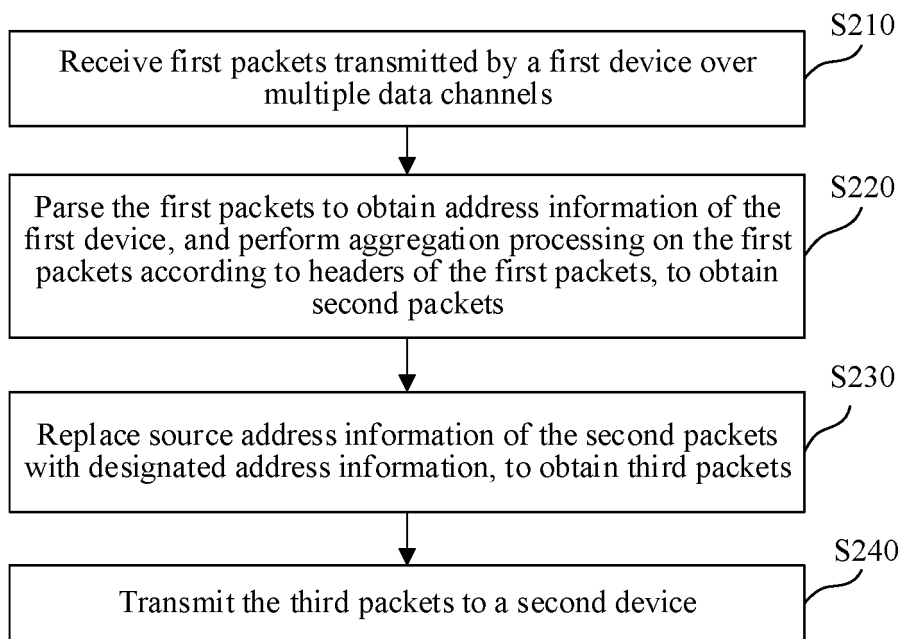 S210
Receive first packets transmitted by a first device over
multiple data channels
S220
Parse the first packets to obtain address information of the
first device, and perform aggregation processing on the first
packets according to headers of the first packets, to obtain
second packets
S230
Replace source address information of the second packets
with designated address information, to obtain third packets
S240
Transmit the third packets to a second device